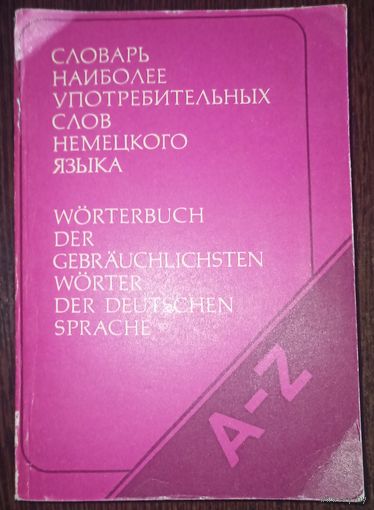 СЛОВАРЬ
НАИБОЛЕЕ
УПОТРЕБИТЕЛЬНЫХ
СЛОВ
НЕМЕЦКОГО
ЯЗЫКА
WÖRTERBUCH
DER
GEBRÄUCHLICHSTEN
WÖRTER
DER DEUTSCHEN
SPRACHE
A–Z